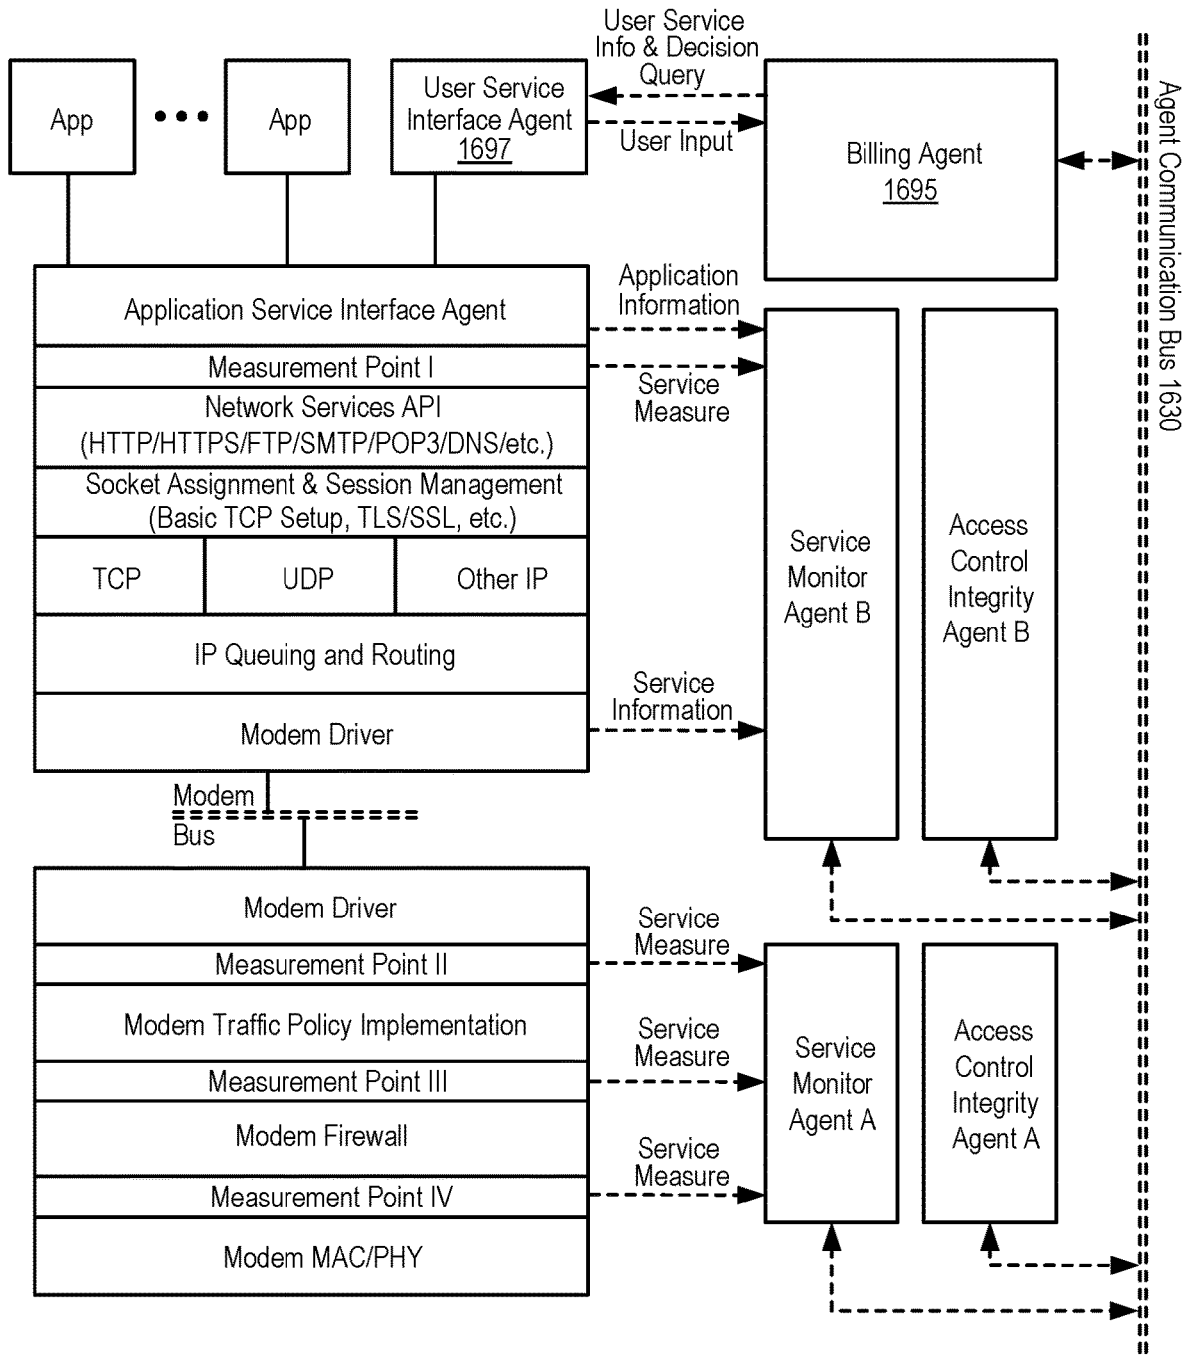 User Service
Info & Decision
Query
User Input
App
App
User Service
Interface Agent
1697
Billing Agent
1695
Agent Communication Bus 1630
Application Service Interface Agent
Application
Information
Measurement Point I
Service
Measure
Network Services API
(HTTP/HTTPS/FTP/SMTP/POP3/DNS/etc.)
Socket Assignment & Session Management
(Basic TCP Setup, TLS/SSL, etc.)
TCP
UDP
Other IP
IP Queuing and Routing
Modem Driver
Service
Information
Service
Monitor
Agent B
Access
Control
Integrity
Agent B
Modem
Bus
Modem Driver
Measurement Point II
Service
Measure
Modem Traffic Policy Implementation
Measurement Point III
Service
Measure
Modem Firewall
Measurement Point IV
Service
Measure
Modem MAC/PHY
Service
Monitor
Agent A
Access
Control
Integrity
Agent A